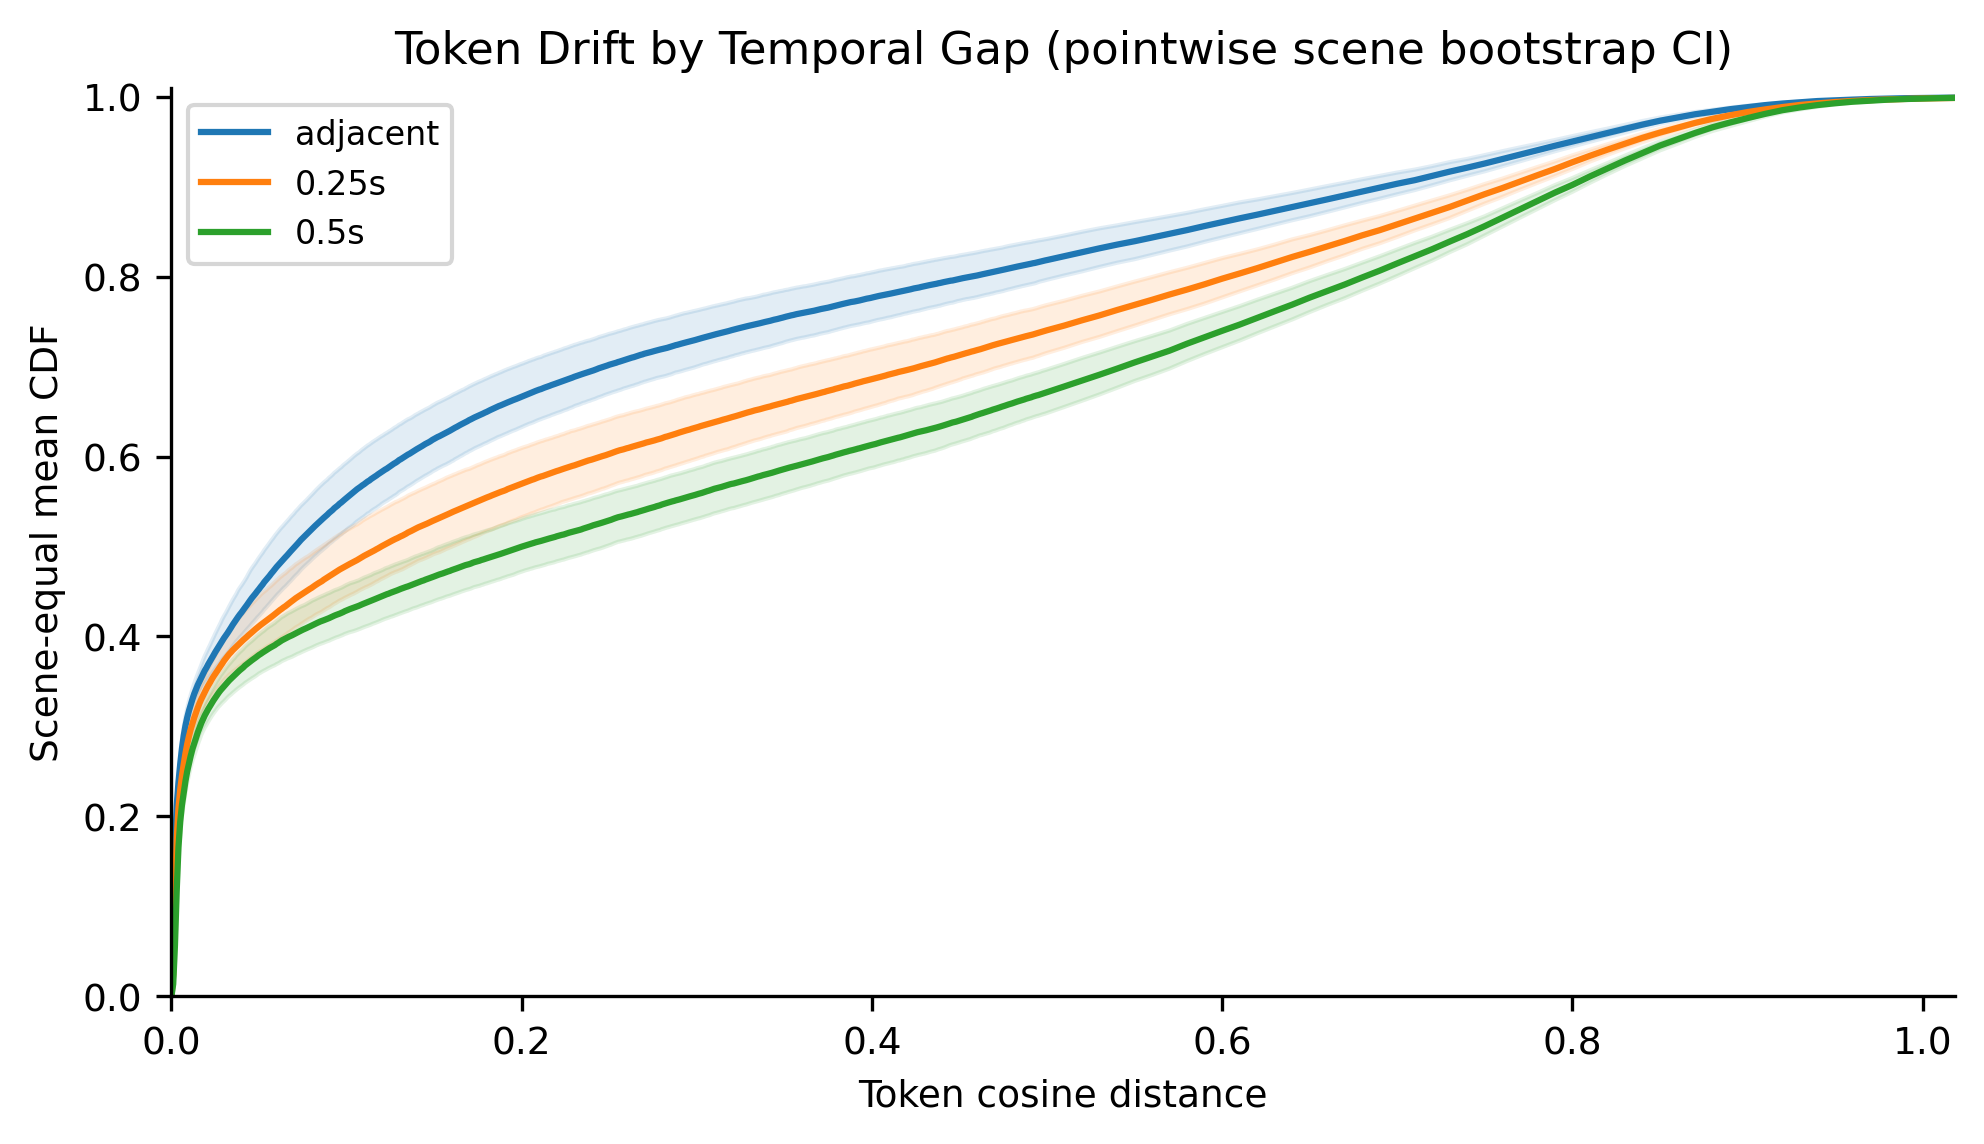 Token Drift by Temporal Gap (pointwise scene bootstrap CI)
adjacent
0.25s
0.5s
Scene-equal mean CDF
1.0
0.8
0.6
0.4
0.2
0.0
0.0 0.2 0.4 0.6 0.8 1.0
Token cosine distance